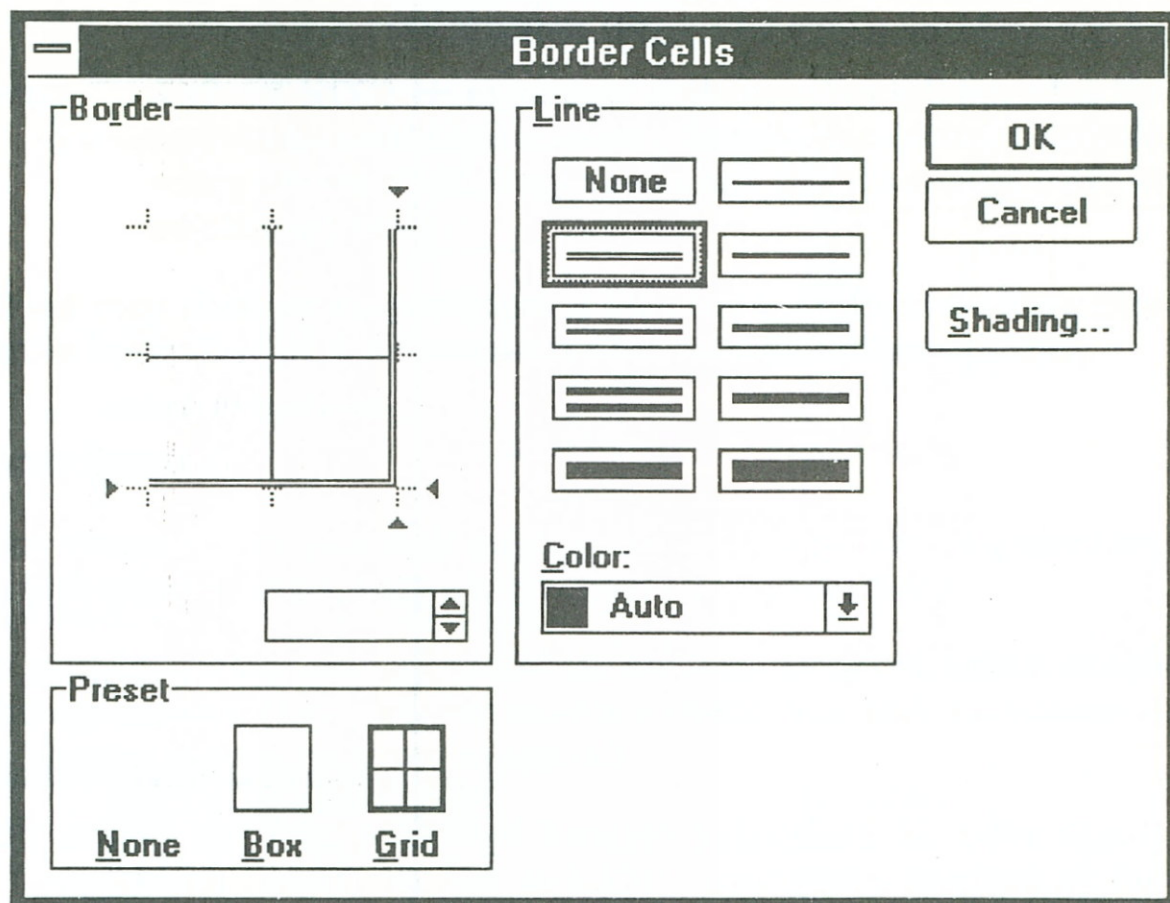 Border Cells
Border
Line
None
OK
Cancel
Shading...
Color:
Auto
Preset
None
Box
Grid